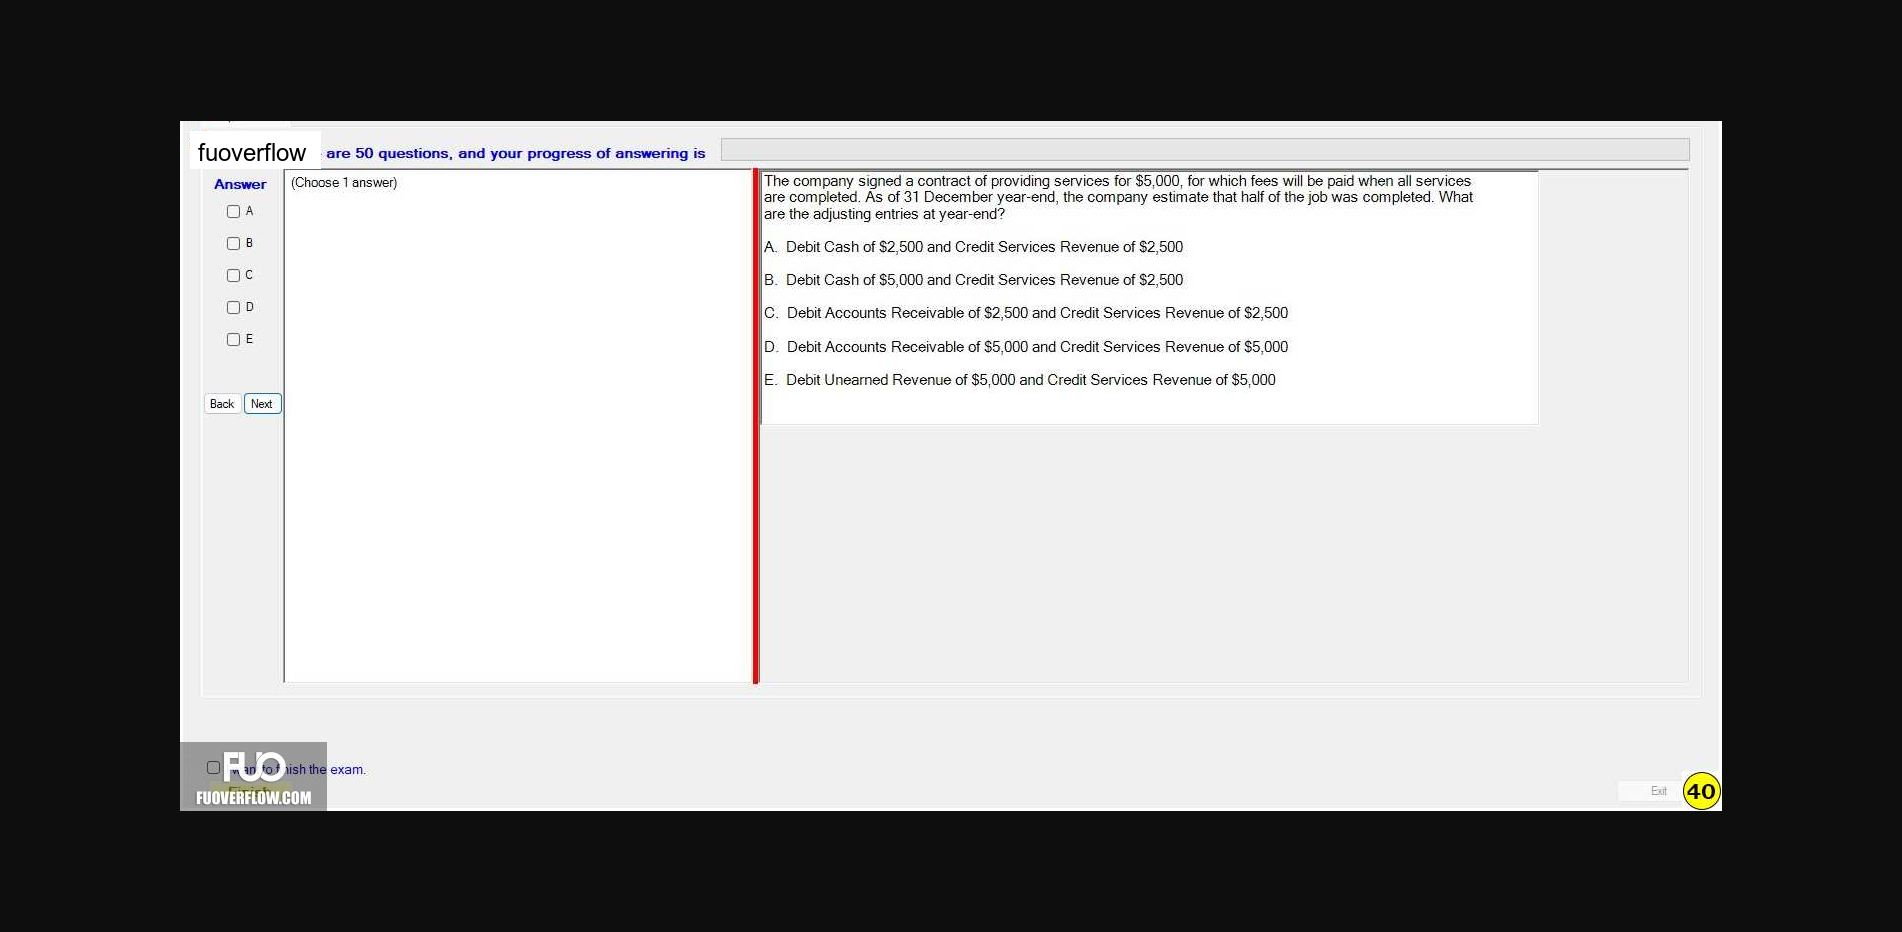 fuoverflow are 50 questions, and your progress of answering is
Answer
(Choose 1 answer)
A
B
C
D
E
Back Next
The company signed a contract of providing services for $5,000, for which fees will be paid when all services
are completed. As of 31 December year-end, the company estimate that half of the job was completed. What
are the adjusting entries at year-end?
A. Debit Cash of $2,500 and Credit Services Revenue of $2,500
B. Debit Cash of $5,000 and Credit Services Revenue of $2,500
C. Debit Accounts Receivable of $2,500 and Credit Services Revenue of $2,500
D. Debit Accounts Receivable of $5,000 and Credit Services Revenue of $5,000
E. Debit Unearned Revenue of $5,000 and Credit Services Revenue of $5,000
FUO
the exam.
FUOVERFLOW.COM
Exit
40